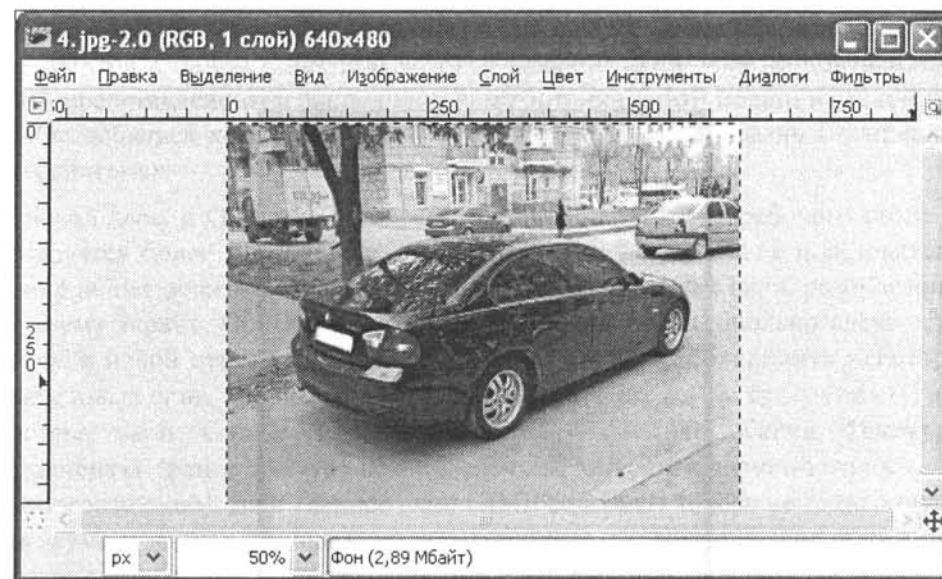 4.jpg-2.0 (RGB, 1 слой) 640x480
Файл Правка Выделение Вид Изображение Слой Цвет Инструменты Диалоги Фильтры
0 250 500 750
0
250
px 50% Фон (2,89 Мбайт)